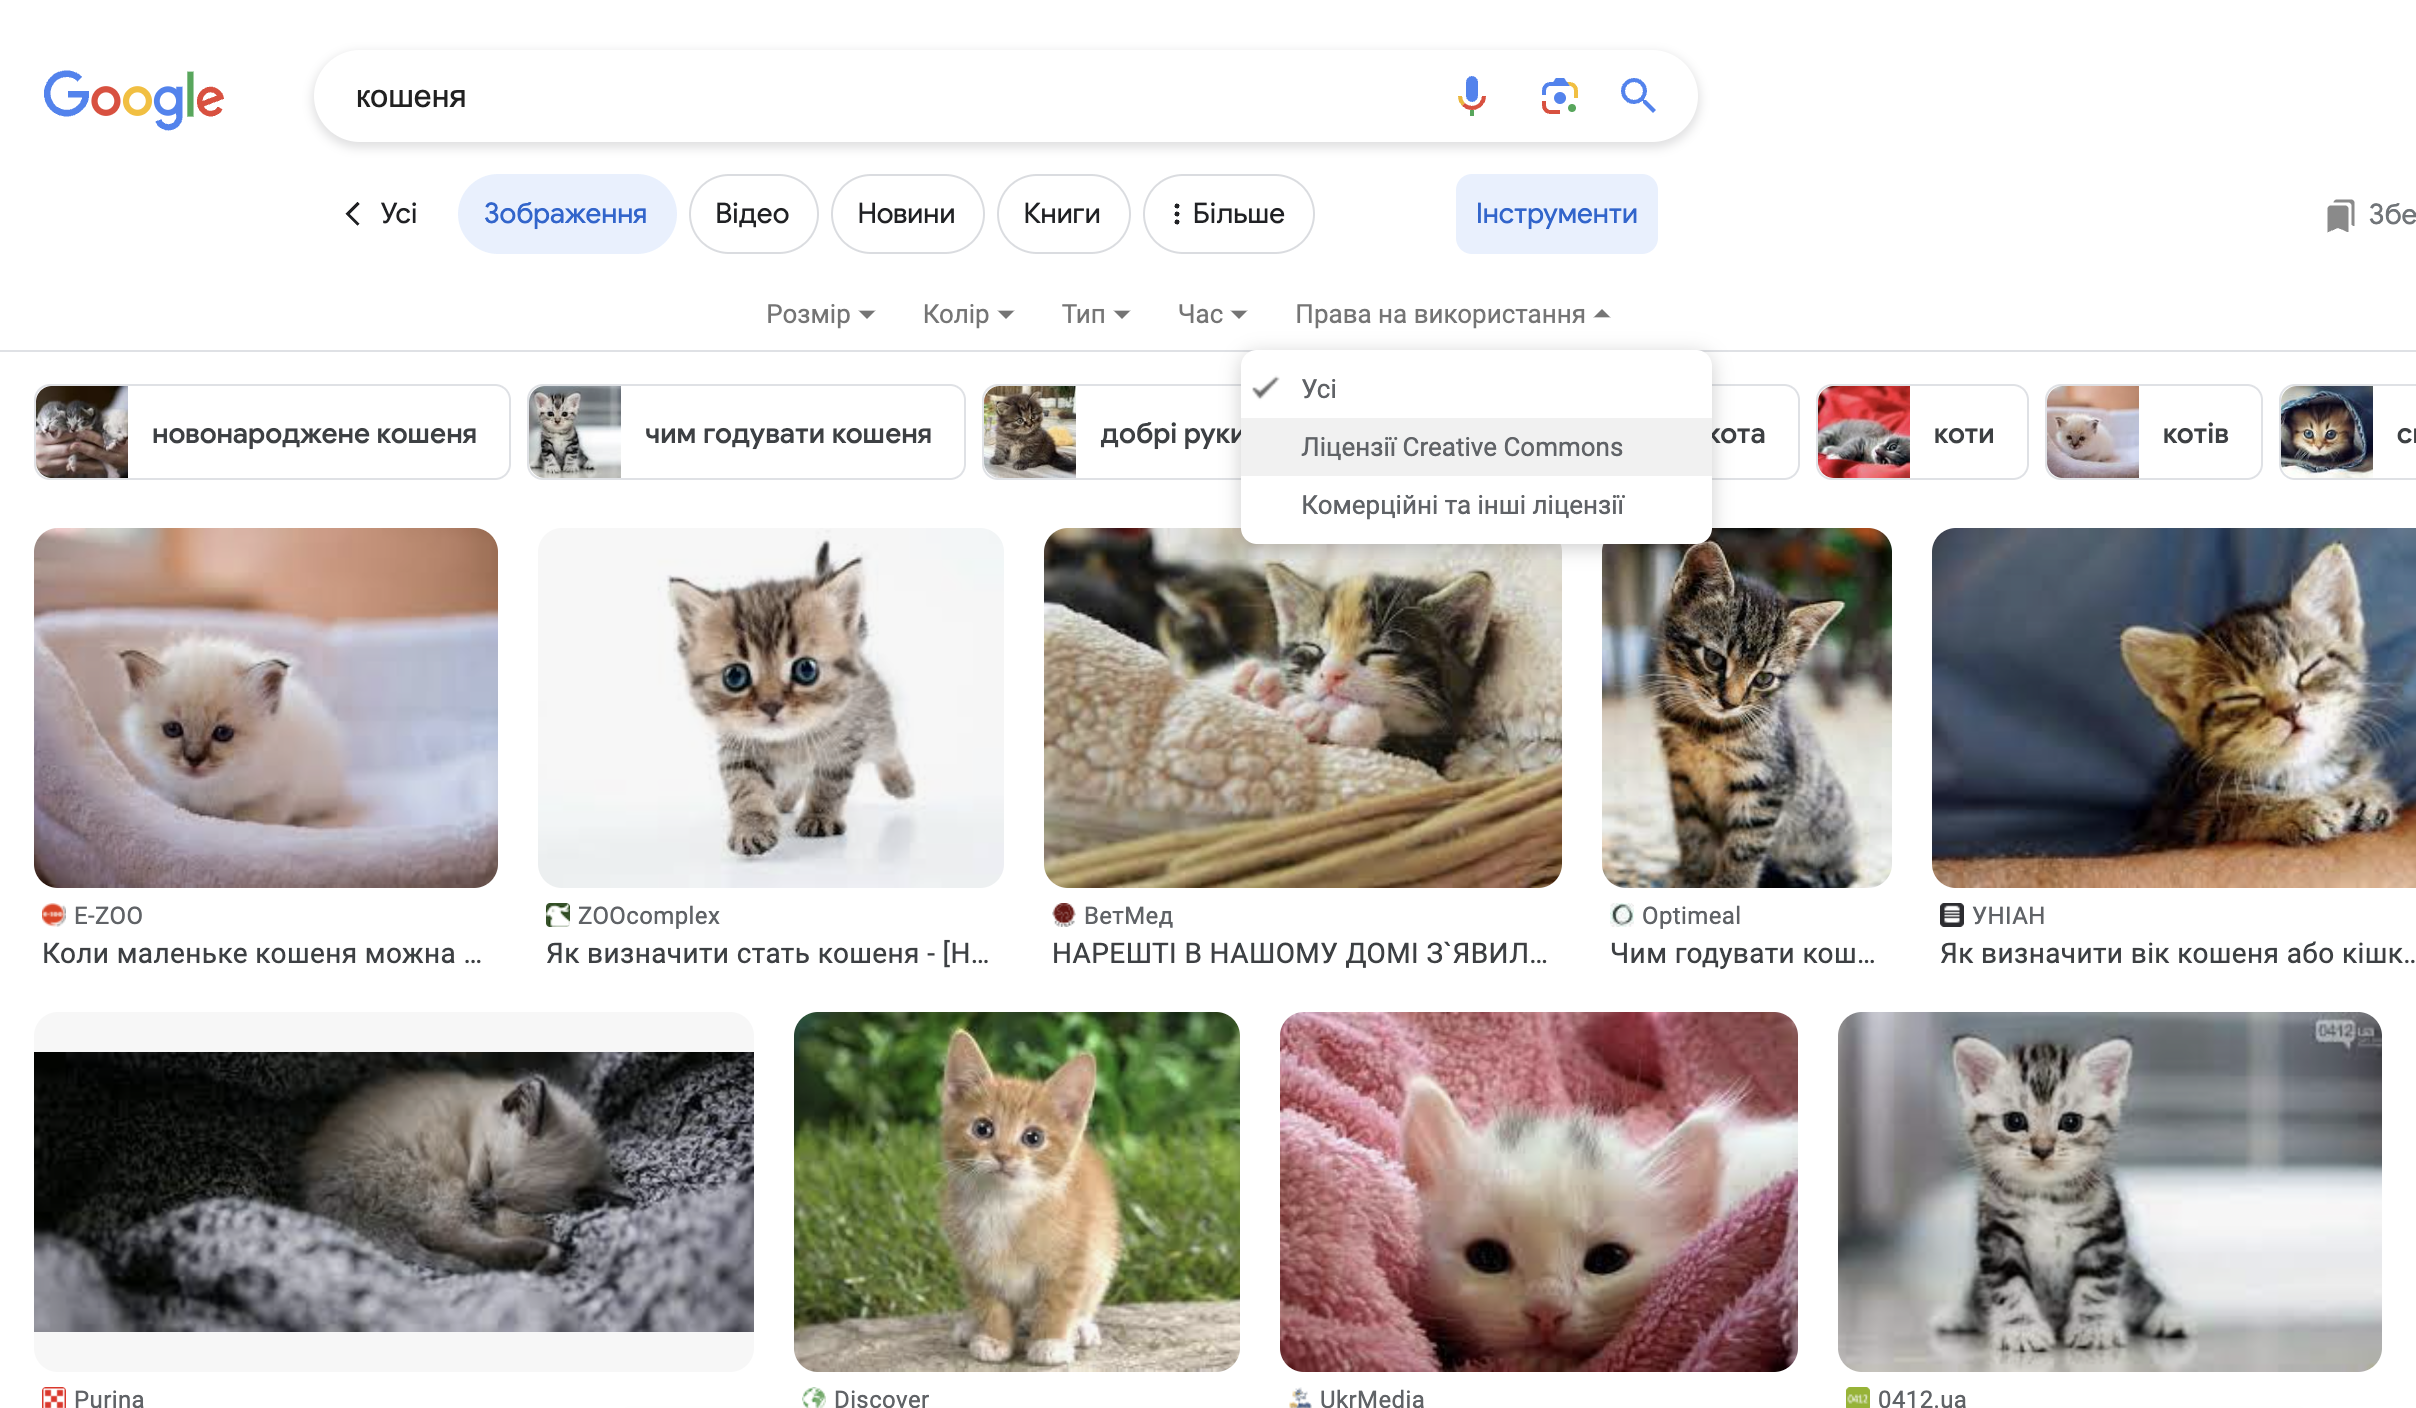 Google
кошеня
Усі
Зображення
Відео
Новини
Книги
Більше
Інструменти
Збе
Розмір
Колір
Тип
Час
Права на використання
Усі
Ліцензії Creative Commons
Комерційні та інші ліцензії
новонароджене кошеня
чим годувати кошеня
добрі руки
кота
коти
котів
E-ZOO
Коли маленьке кошеня можна ...
ZOOcomplex
Як визначити стать кошеня - [Н...
ВетМед
НАРЕШТІ В НАШОМУ ДОМІ З`ЯВИЛ...
Optimeal
Чим годувати кош...
УНІАН
Як визначити вік кошеня або кішк...
0412
Purina
Discover
UkrMedia
0412.ua